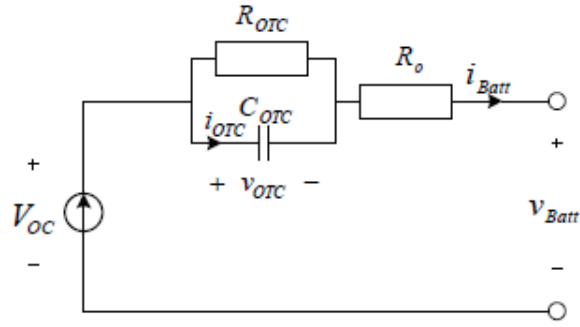 R_OTC
R_o
i_Batt
C_OTC
i_OTC
+ v_OTC −
+
V_OC
−
+
v_Batt
−